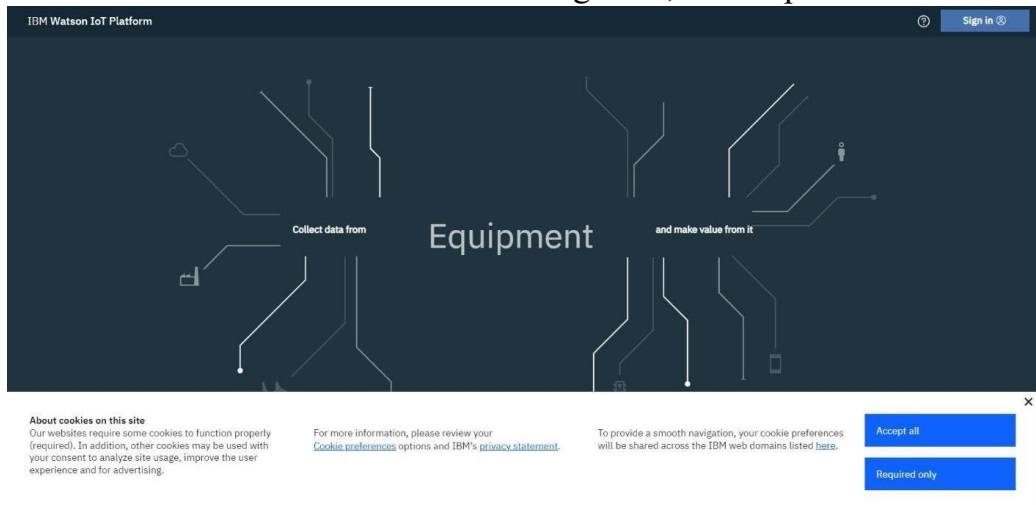 IBM Watson IoT Platform
Sign in
Collect data from
Equipment
and make value from it
About cookies on this site
Our websites require some cookies to function properly
(required). In addition, other cookies may be used with
your consent to analyze site usage, improve the user
experience and for advertising.
For more information, please review your
Cookie preferences options and IBM's privacy statement.
To provide a smooth navigation, your cookie preferences
will be shared across the IBM web domains listed here.
Accept all
Required only